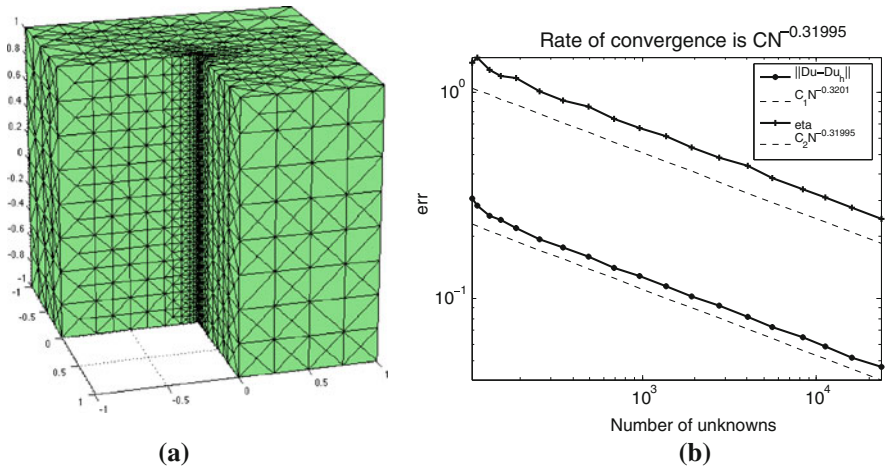 1
0.8
0.6
0.4
0.2
0
-0.2
-0.4
-0.6
-0.8
-1
-1
-0.5
0
0.5
1
-1
-0.5
0
0.5
1
(a)
Rate of convergence is CN^-0.31995
||Du-Du_h||
C_1N^-0.3201
eta
C_2N^-0.31995
10^0
10^-1
err
10^3
10^4
Number of unknowns
(b)